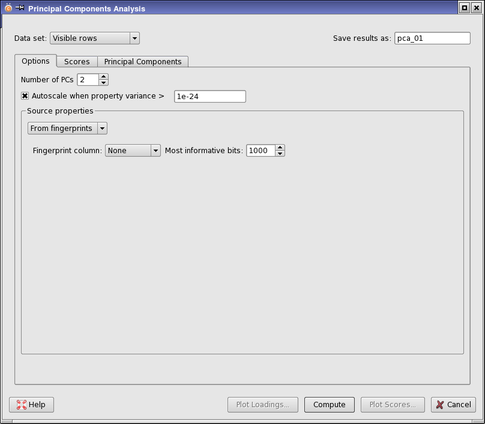 Principal Components Analysis
Data set: Visible rows Save results as: pca_01
Options Scores Principal Components
Number of PCs 2
Autoscale when property variance > 1e-24
Source properties
From fingerprints
Fingerprint column: None Most informative bits: 1000
Help Plot Loadings... Compute Plot Scores... Cancel